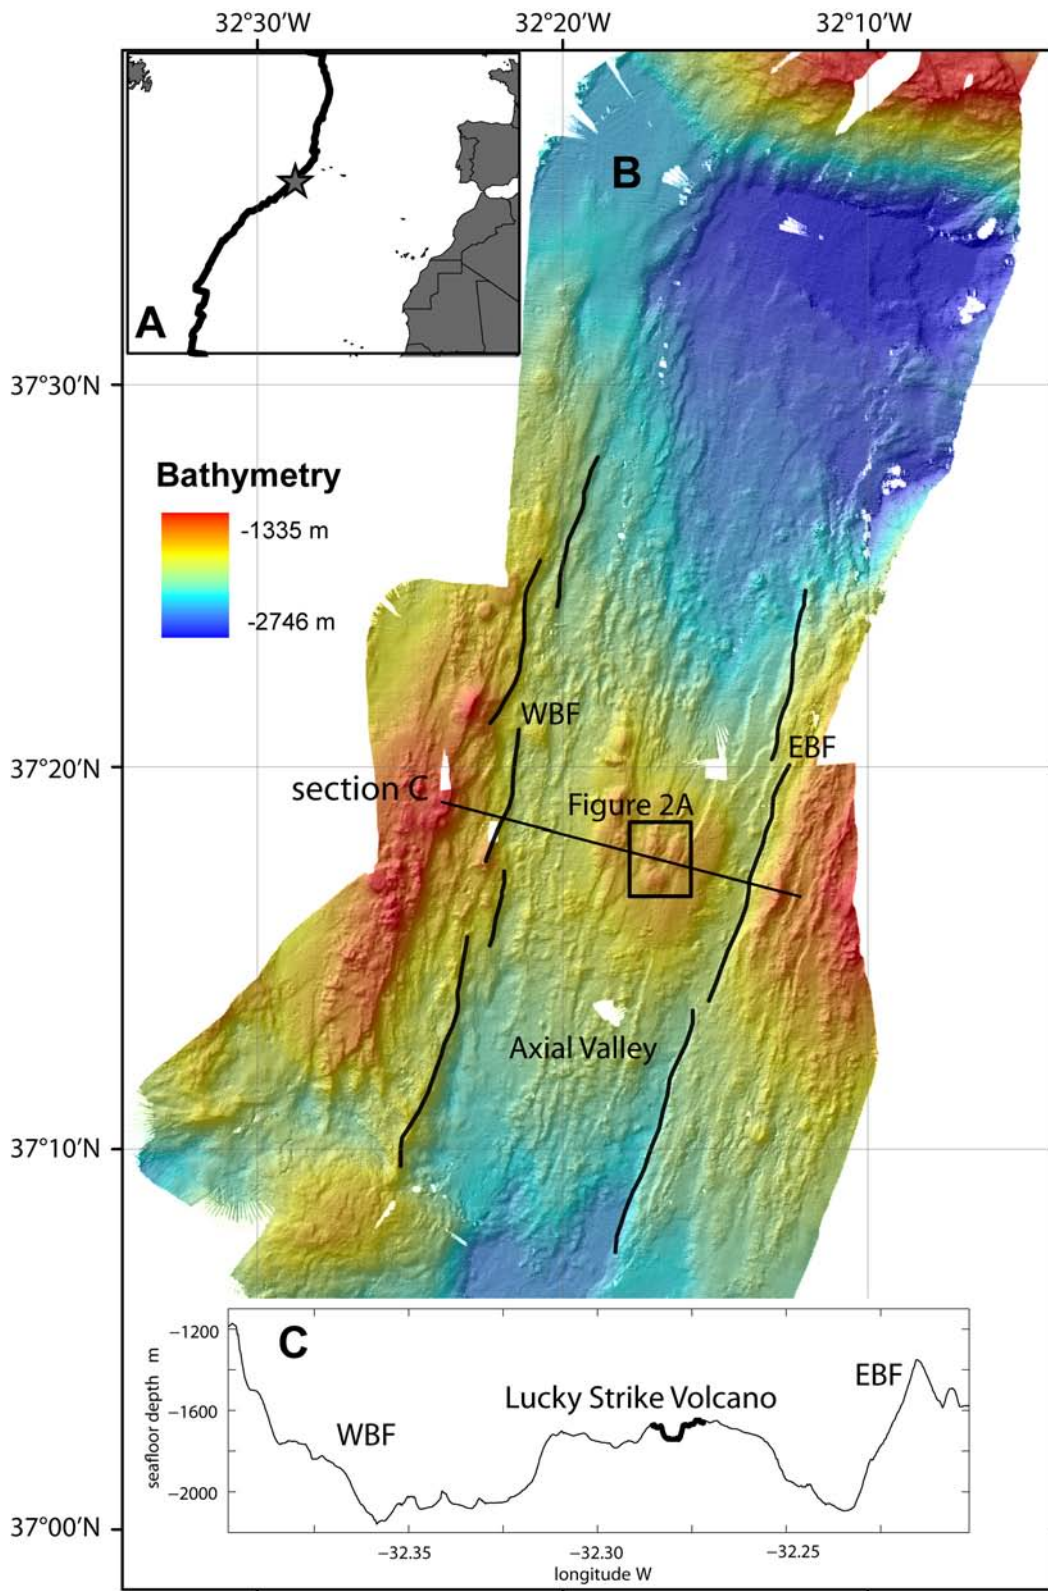 32°30′W 32°20′W 32°10′W
A
B
37°30′N
Bathymetry
-1335 m
-2746 m
WBF
EBF
37°20′N
section C
Figure 2A
Axial Valley
37°10′N
C
−1200
EBF
Lucky Strike Volcano
−1600
WBF
seafloor depth m
−2000
37°00′N
−32.35 −32.30 −32.25
longitude W